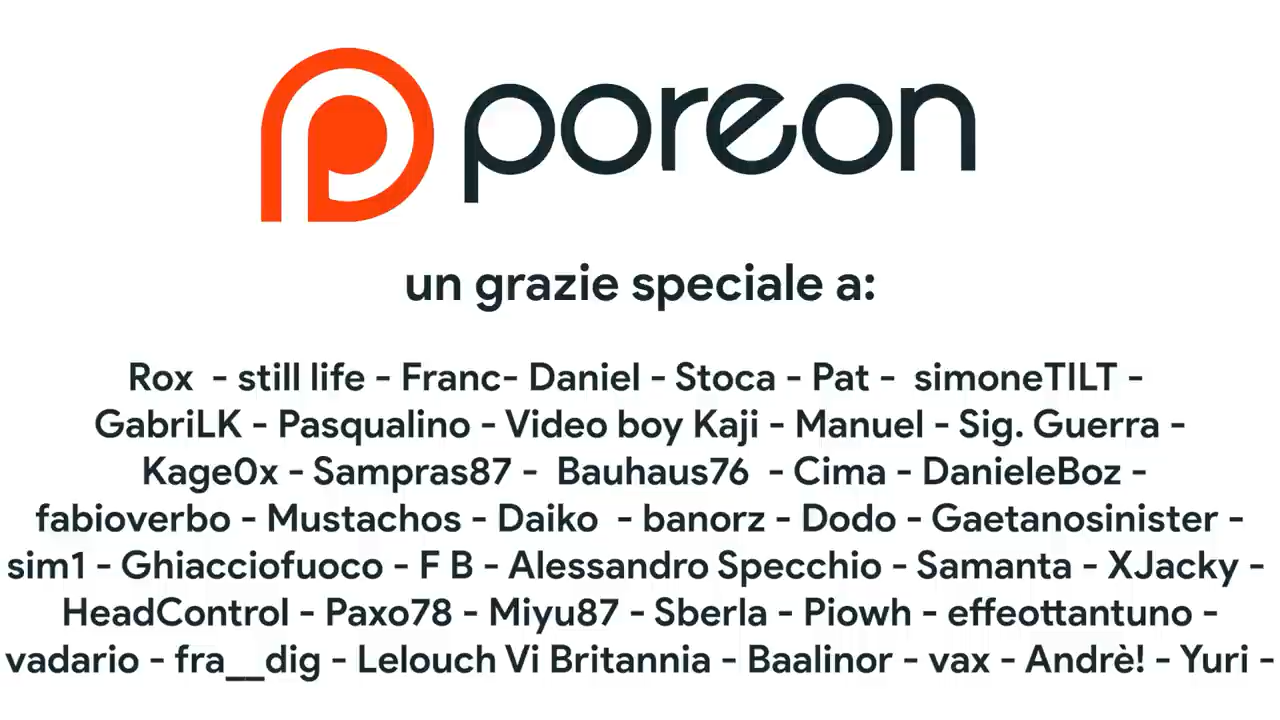 poreon
un grazie speciale a:
Rox - still life - Franc- Daniel - Stoca - Pat - simoneTILT -
GabriLK - Pasqualino - Video boy Kaji - Manuel - Sig. Guerra -
Kage0x - Sampras87 - Bauhaus76 - Cima - DanieleBoz -
fabioverbo - Mustachos - Daiko - banorz - Dodo - Gaetanosinister -
sim1 - Ghiacciofuoco - F B - Alessandro Specchio - Samanta - XJacky -
HeadControl - Paxo78 - Miyu87 - Sberla - Piowh - effeottantuno -
vadario - fra__dig - Lelouch Vi Britannia - Baalinor - vax - Andrè! - Yuri -